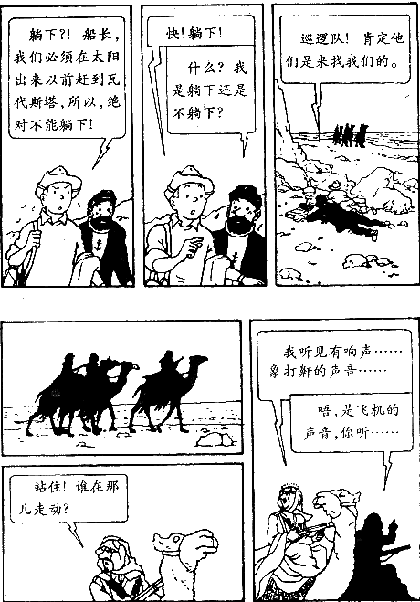 躺下?! 船长,
我们必须在太阳
出来以前赶到瓦
代斯塔,所以,绝
对不能躺下!
快!躺下!
什么? 我
是躺下还是
不躺下?
巡逻队! 肯定他
们是来找我们的。
站住! 谁在那
儿走动?
我听见有响声……
象打鼾的声音……
唔,是飞机的
声音,你听……